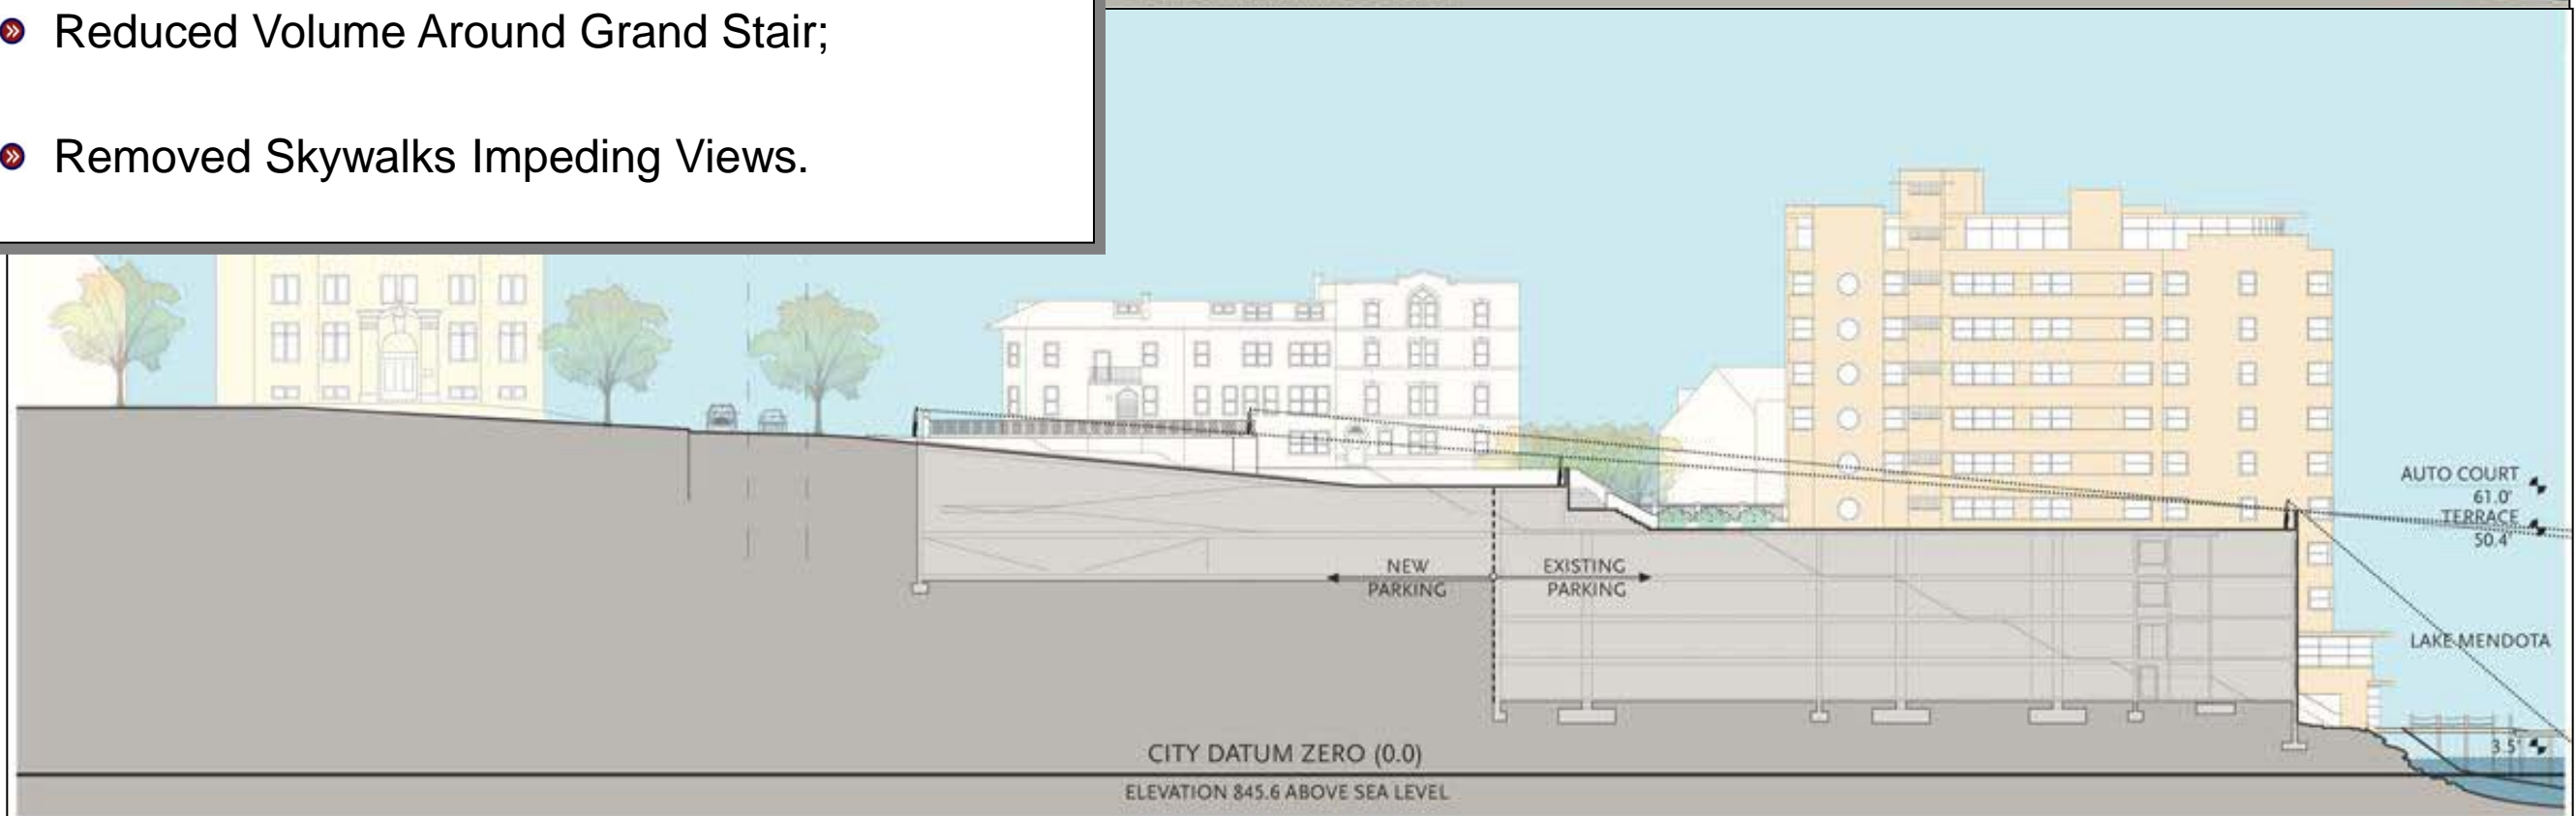 Reduced Volume Around Grand Stair;
Removed Skywalks Impeding Views.
AUTO COURT
61.0'
TERRACE
50.4'
NEW
PARKING
EXISTING
PARKING
LAKE MENDOTA
3.5'
CITY DATUM ZERO (0.0)
ELEVATION 845.6 ABOVE SEA LEVEL